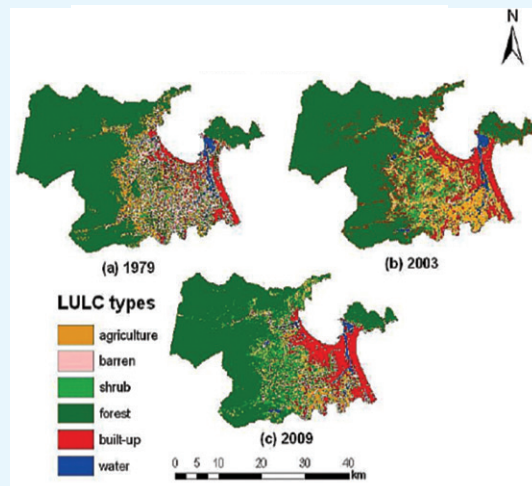 N
(a) 1979
(b) 2003
LULC types
agriculture
barren
shrub
forest
built-up
water
(c) 2009
0 5 10 20 30 40
km